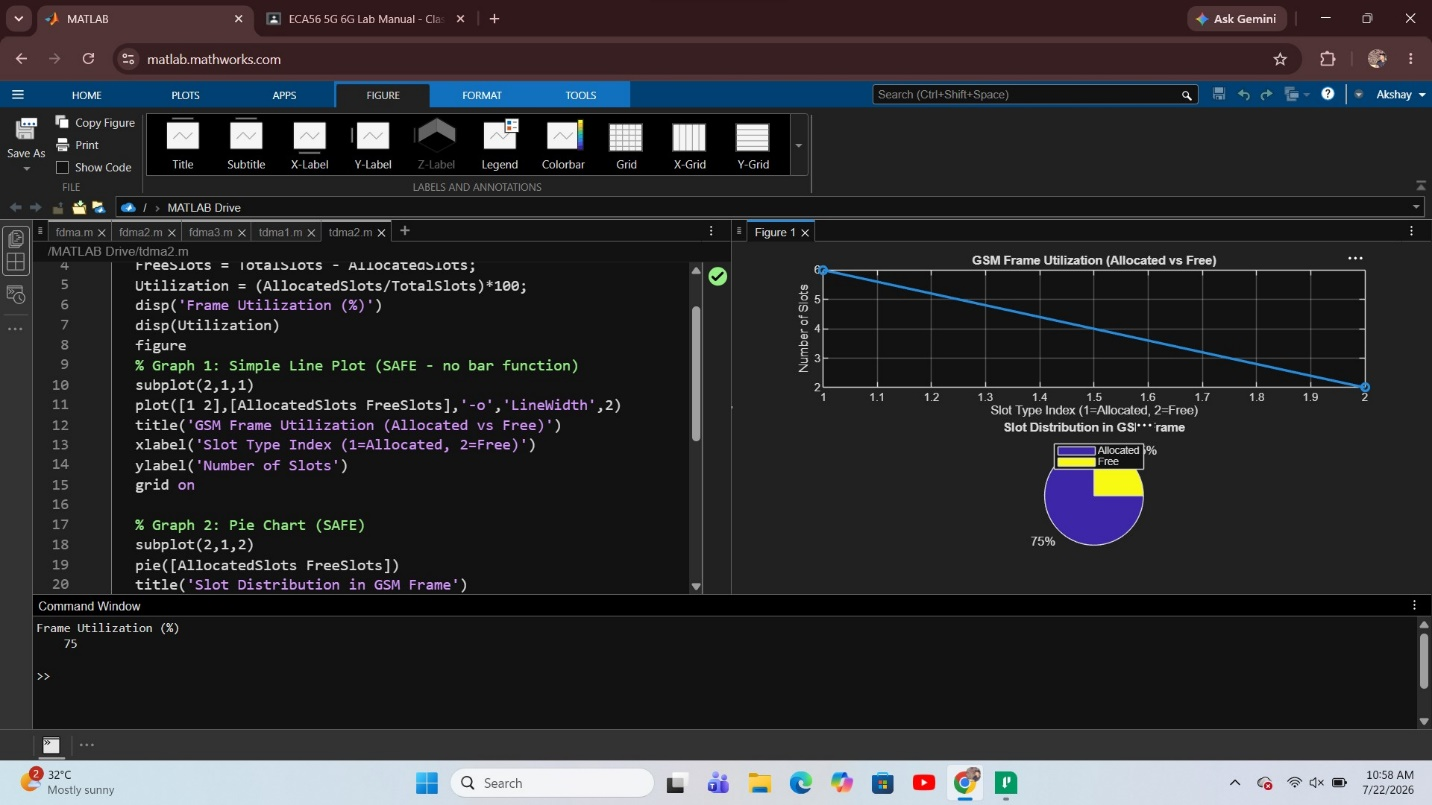 MATLAB
ECA56 5G 6G Lab Manual - Clas
Ask Gemini
matlab.mathworks.com
HOME PLOTS APPS FIGURE FORMAT TOOLS
Search (Ctrl+Shift+Space)
Akshay
Save As
Copy Figure
Print
Show Code
FILE
Title Subtitle X-Label Y-Label Z-Label Legend Colorbar Grid X-Grid Y-Grid
LABELS AND ANNOTATIONS
/ › MATLAB Drive
fdma.m fdma2.m fdma3.m tdma1.m tdma2.m
/MATLAB Drive/tdma2.m
4 FreeSlots = TotalSlots - AllocatedSlots;
5 Utilization = (AllocatedSlots/TotalSlots)*100;
6 disp('Frame Utilization (%)')
7 disp(Utilization)
8 figure
9 % Graph 1: Simple Line Plot (SAFE - no bar function)
10 subplot(2,1,1)
11 plot([1 2],[AllocatedSlots FreeSlots],'-o','LineWidth',2)
12 title('GSM Frame Utilization (Allocated vs Free)')
13 xlabel('Slot Type Index (1=Allocated, 2=Free)')
14 ylabel('Number of Slots')
15 grid on
16
17 % Graph 2: Pie Chart (SAFE)
18 subplot(2,1,2)
19 pie([AllocatedSlots FreeSlots])
20 title('Slot Distribution in GSM Frame')
Figure 1
GSM Frame Utilization (Allocated vs Free)
Number of Slots
6
5
4
3
2
1 1.1 1.2 1.3 1.4 1.5 1.6 1.7 1.8 1.9 2
Slot Type Index (1=Allocated, 2=Free)
Slot Distribution in GS rame
Allocated
Free
%
75%
Command Window
Frame Utilization (%)
75
>>
2
32°C
Mostly sunny
Search
10:58 AM
7/22/2026